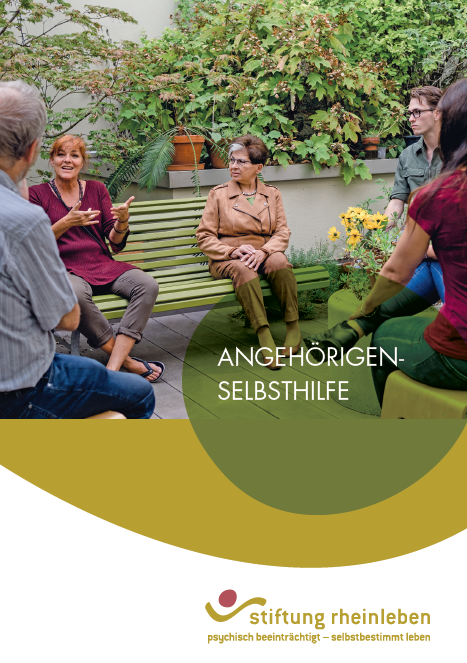 ANGEHÖRIGEN-
SELBSTHILFE
stiftung rheinleben
psychisch beeinträchtigt – selbstbestimmt leben